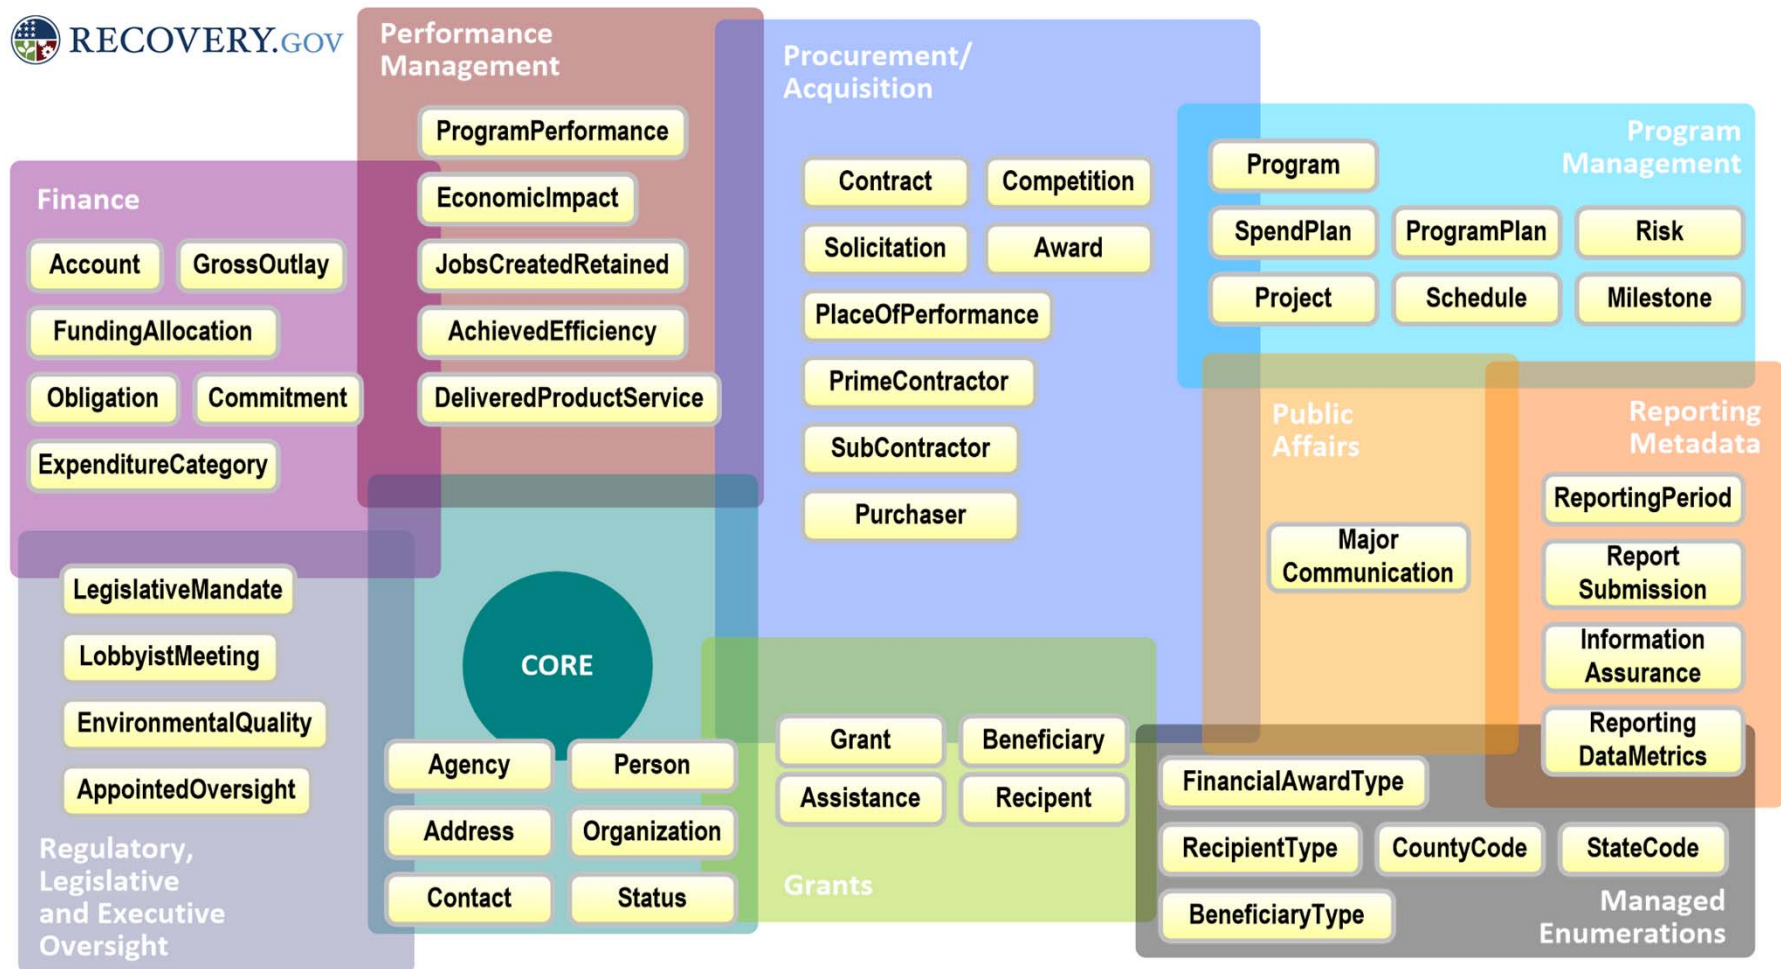 RECOVERY.GOV
Performance
Management
ProgramPerformance
EconomicImpact
JobsCreatedRetained
AchievedEfficiency
DeliveredProductService
Finance
Account
GrossOutlay
FundingAllocation
Obligation
Commitment
ExpenditureCategory
Procurement/
Acquisition
Contract
Competition
Solicitation
Award
PlaceOfPerformance
PrimeContractor
SubContractor
Purchaser
Program
Management
Program
SpendPlan
ProgramPlan
Risk
Project
Schedule
Milestone
Public
Affairs
Major
Communication
Reporting
Metadata
ReportingPeriod
Report
Submission
Information
Assurance
Reporting
DataMetrics
LegislativeMandate
LobbyistMeeting
EnvironmentalQuality
AppointedOversight
Regulatory,
Legislative
and Executive
Oversight
CORE
Agency
Person
Address
Organization
Contact
Status
Grant
Beneficiary
Assistance
Recipent
Grants
FinancialAwardType
RecipientType
CountyCode
StateCode
BeneficiaryType
Managed
Enumerations